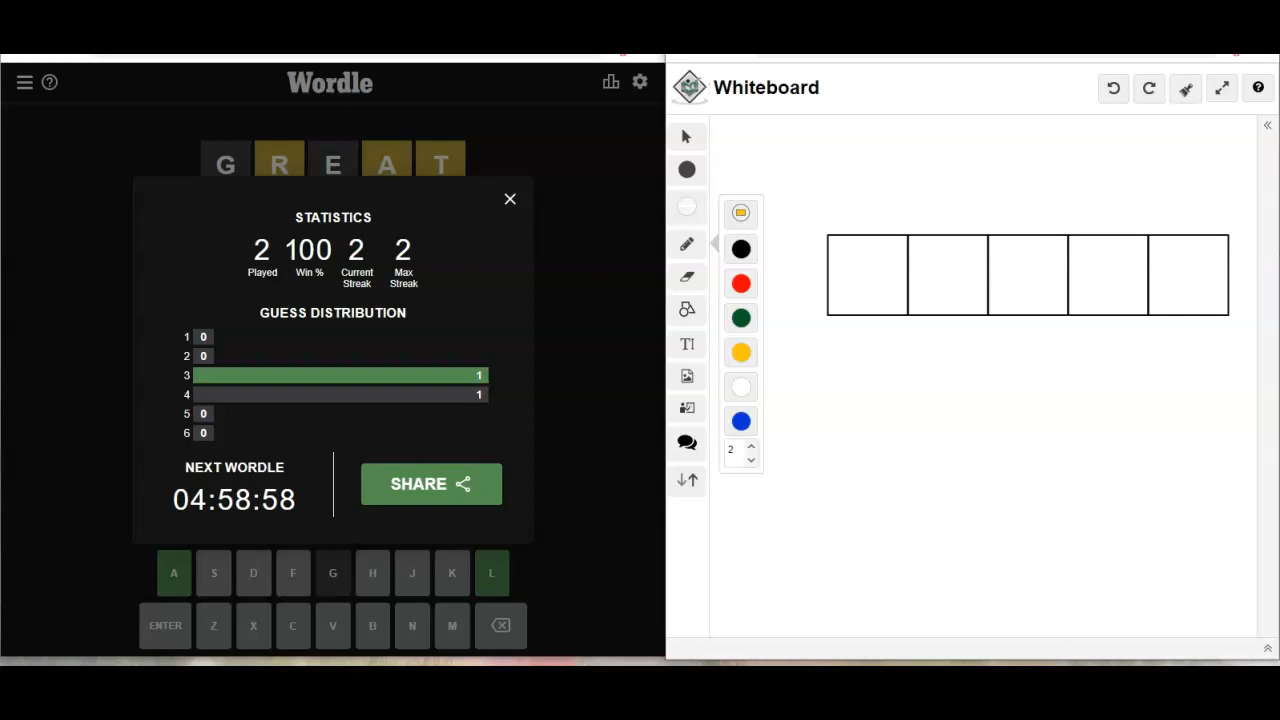 Wordle
GREAT
STATISTICS
2 100 2 2
Played Win % Current Streak Max Streak
GUESS DISTRIBUTION
1 0
2 0
3 1
4 1
5 0
6 0
NEXT WORDLE
04:58:58
SHARE
A S D F G H J K L
ENTER Z X C V B N M
Whiteboard
TI
2